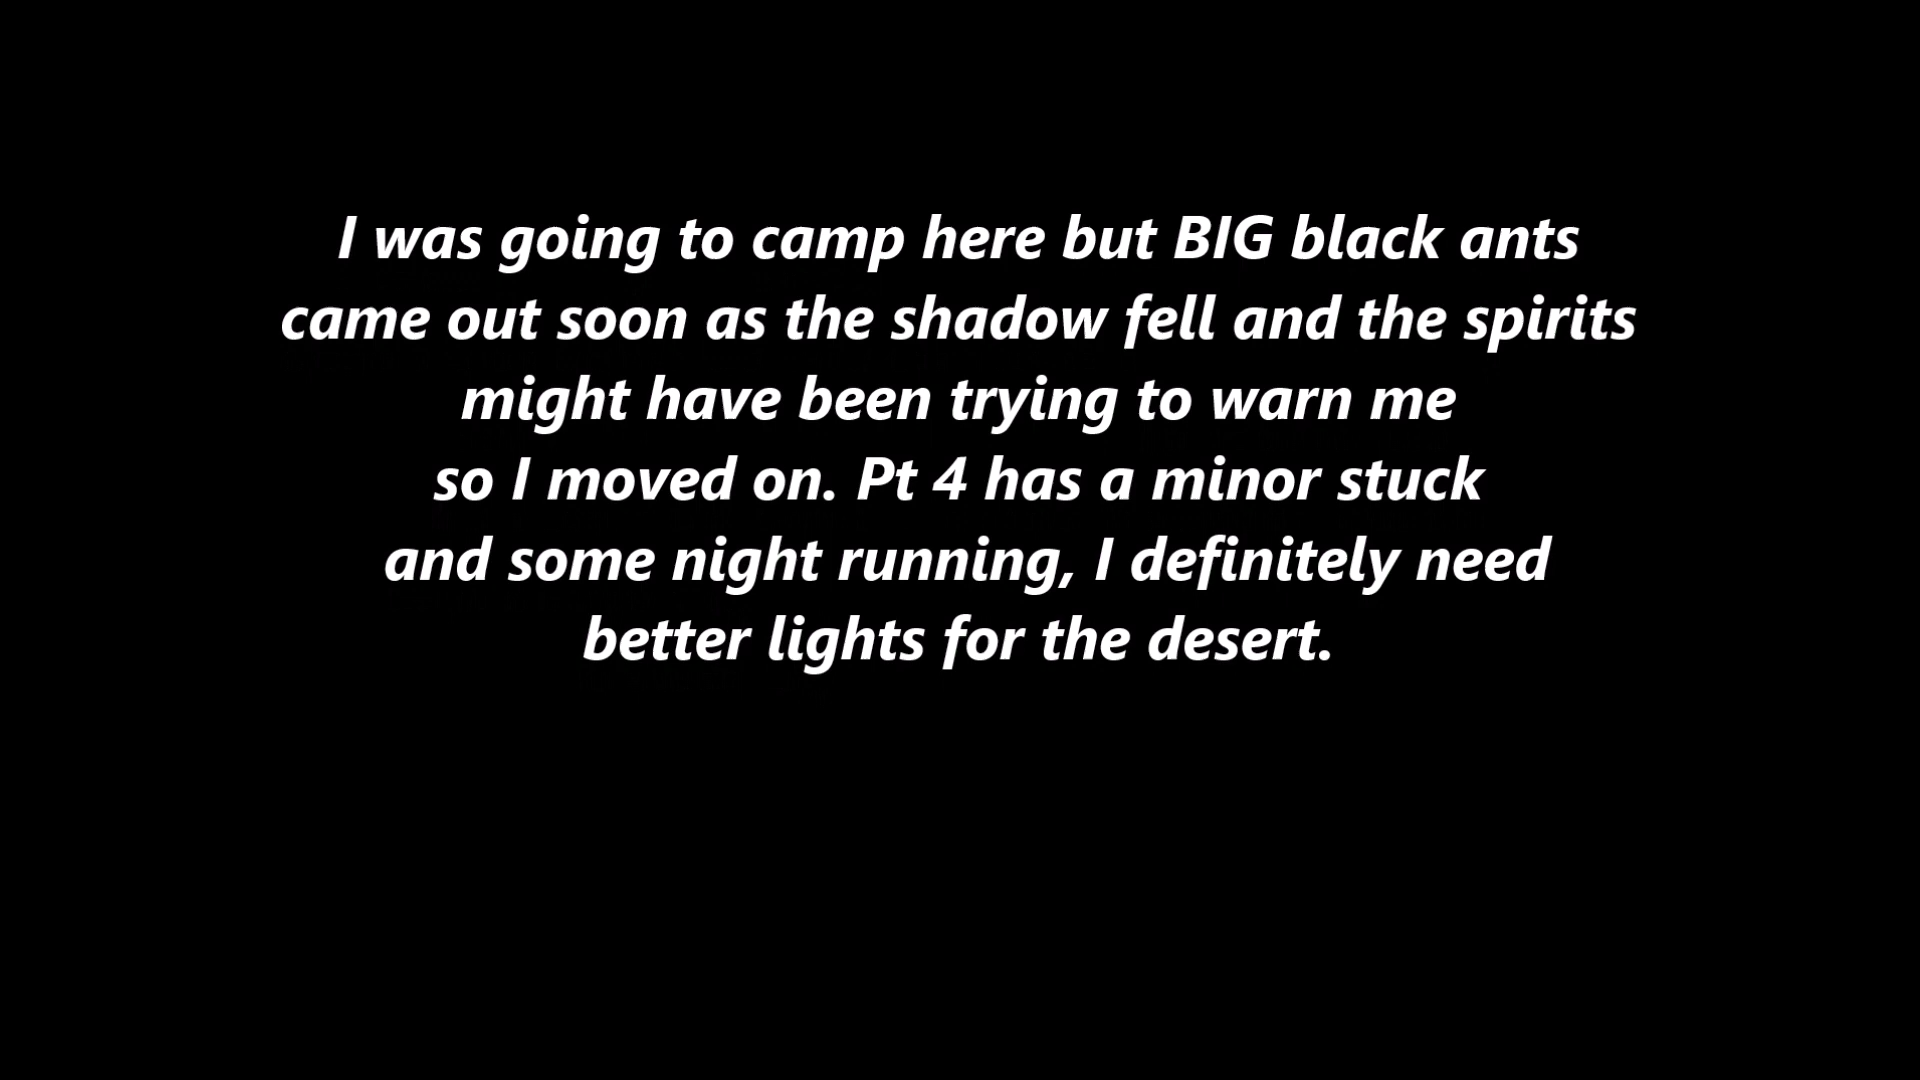 I was going to camp here but BIG black ants
came out soon as the shadow fell and the spirits
might have been trying to warn me
so I moved on. Pt 4 has a minor stuck
and some night running, I definitely need
better lights for the desert.